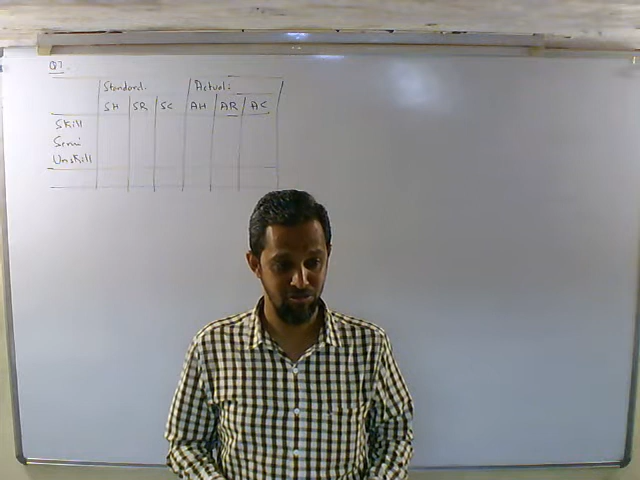 Q7.
Standard: Actual:
SH SR SC AH AR AC
Skill
Semi
Unskill